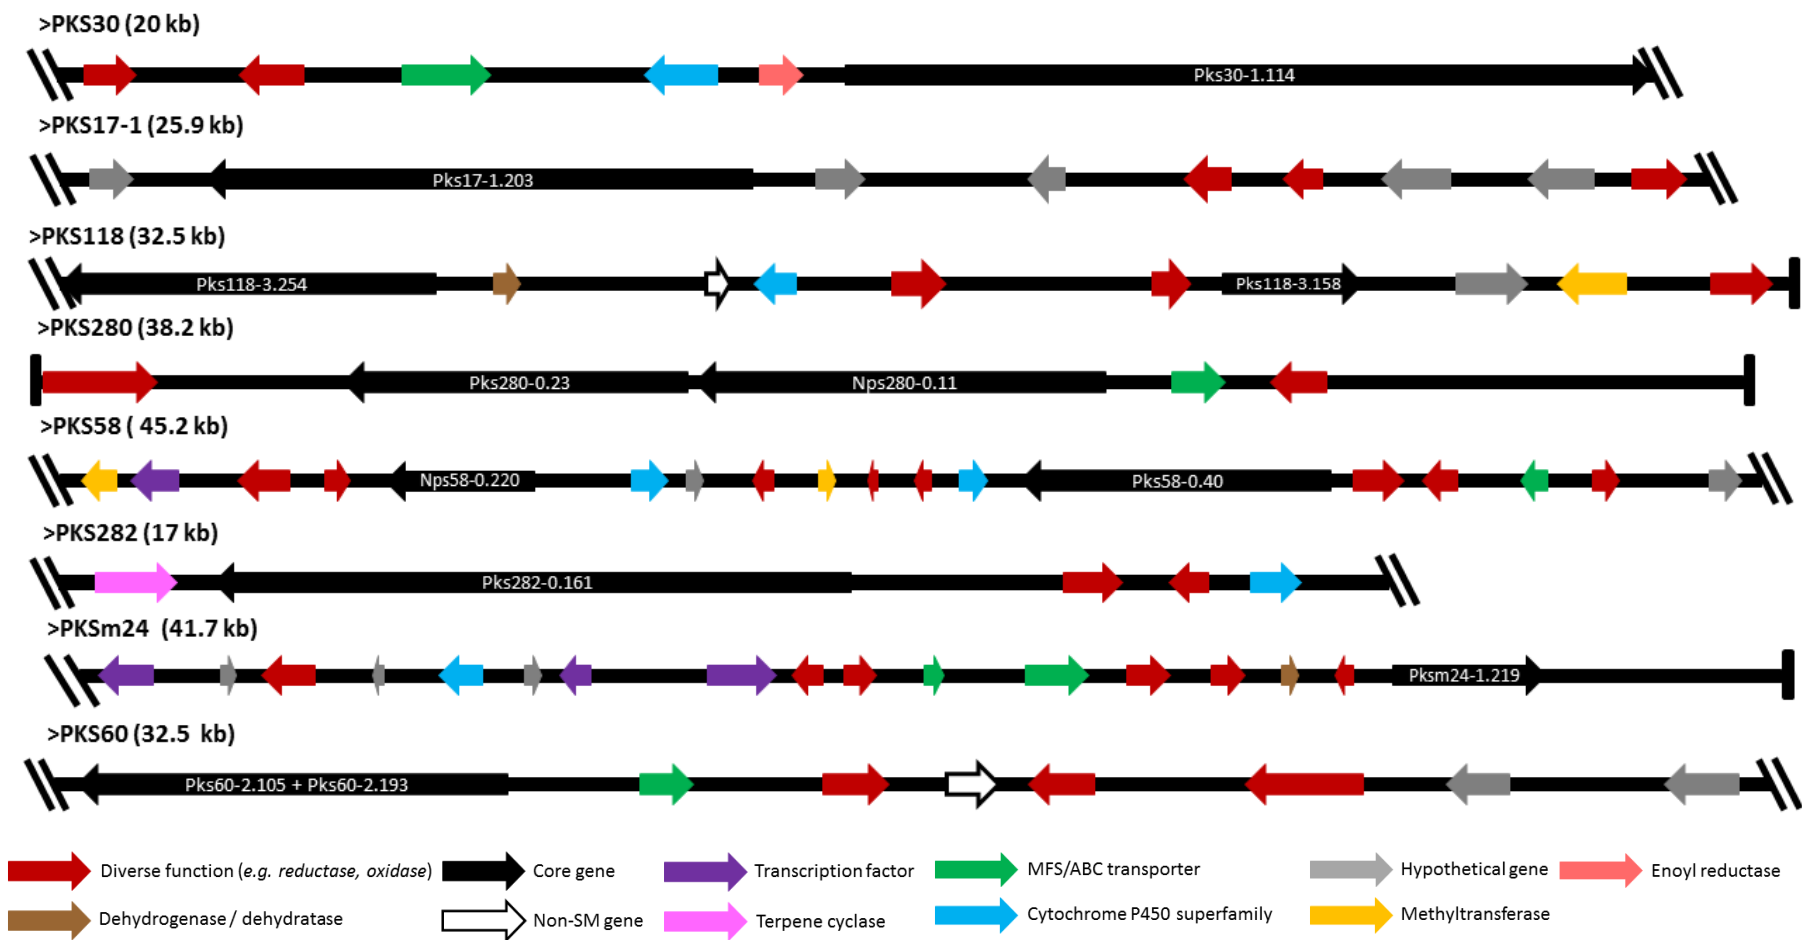 >PKS30 (20 kb)
Pks30-1.114
>PKS17-1 (25.9 kb)
Pks17-1.203
>PKS118 (32.5 kb)
Pks118-3.254
Pks118-3.158
>PKS280 (38.2 kb)
Pks280-0.23
Nps280-0.11
>PKS58 ( 45.2 kb)
Nps58-0.220
Pks58-0.40
>PKS282 (17 kb)
Pks282-0.161
>PKSm24 (41.7 kb)
Pksm24-1.219
>PKS60 (32.5 kb)
Pks60-2.105 + Pks60-2.193
Diverse function (e.g. reductase, oxidase)
Core gene
Transcription factor
MFS/ABC transporter
Hypothetical gene
Enoyl reductase
Dehydrogenase / dehydratase
Non-SM gene
Terpene cyclase
Cytochrome P450 superfamily
Methyltransferase